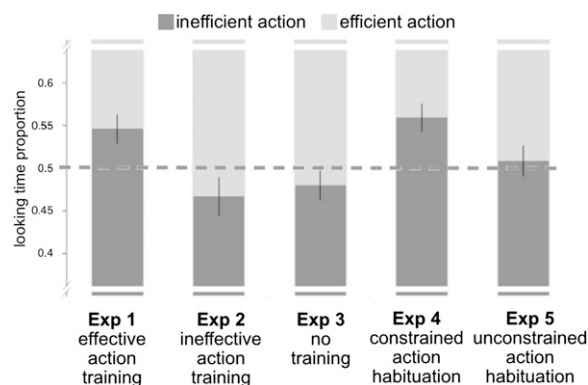 inefficient action efficient action
looking time proportion
0.6
0.55
0.5
0.45
0.4
Exp 1
effective
action
training
Exp 2
ineffective
action
training
Exp 3
no
training
Exp 4
constrained
action
habituation
Exp 5
unconstrained
action
habituation